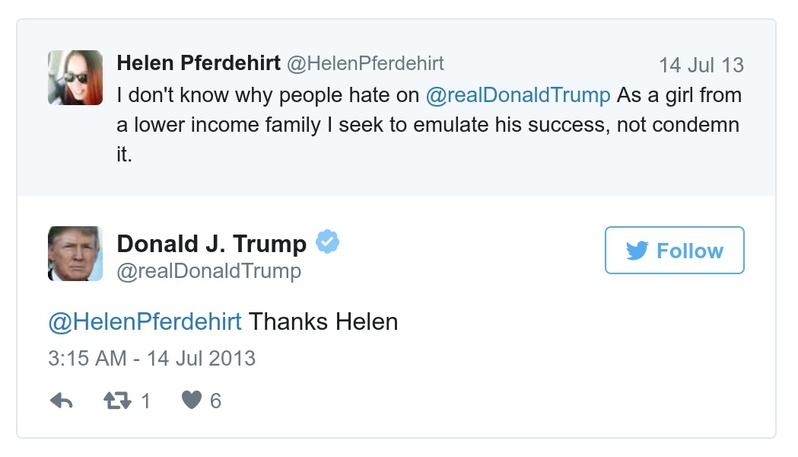 Helen Pferdehirt @HelenPferdehirt 14 Jul 13
I don't know why people hate on @realDonaldTrump As a girl from
a lower income family I seek to emulate his success, not condemn
it.
Donald J. Trump
@realDonaldTrump
Follow
@HelenPferdehirt Thanks Helen
3:15 AM - 14 Jul 2013
1 6